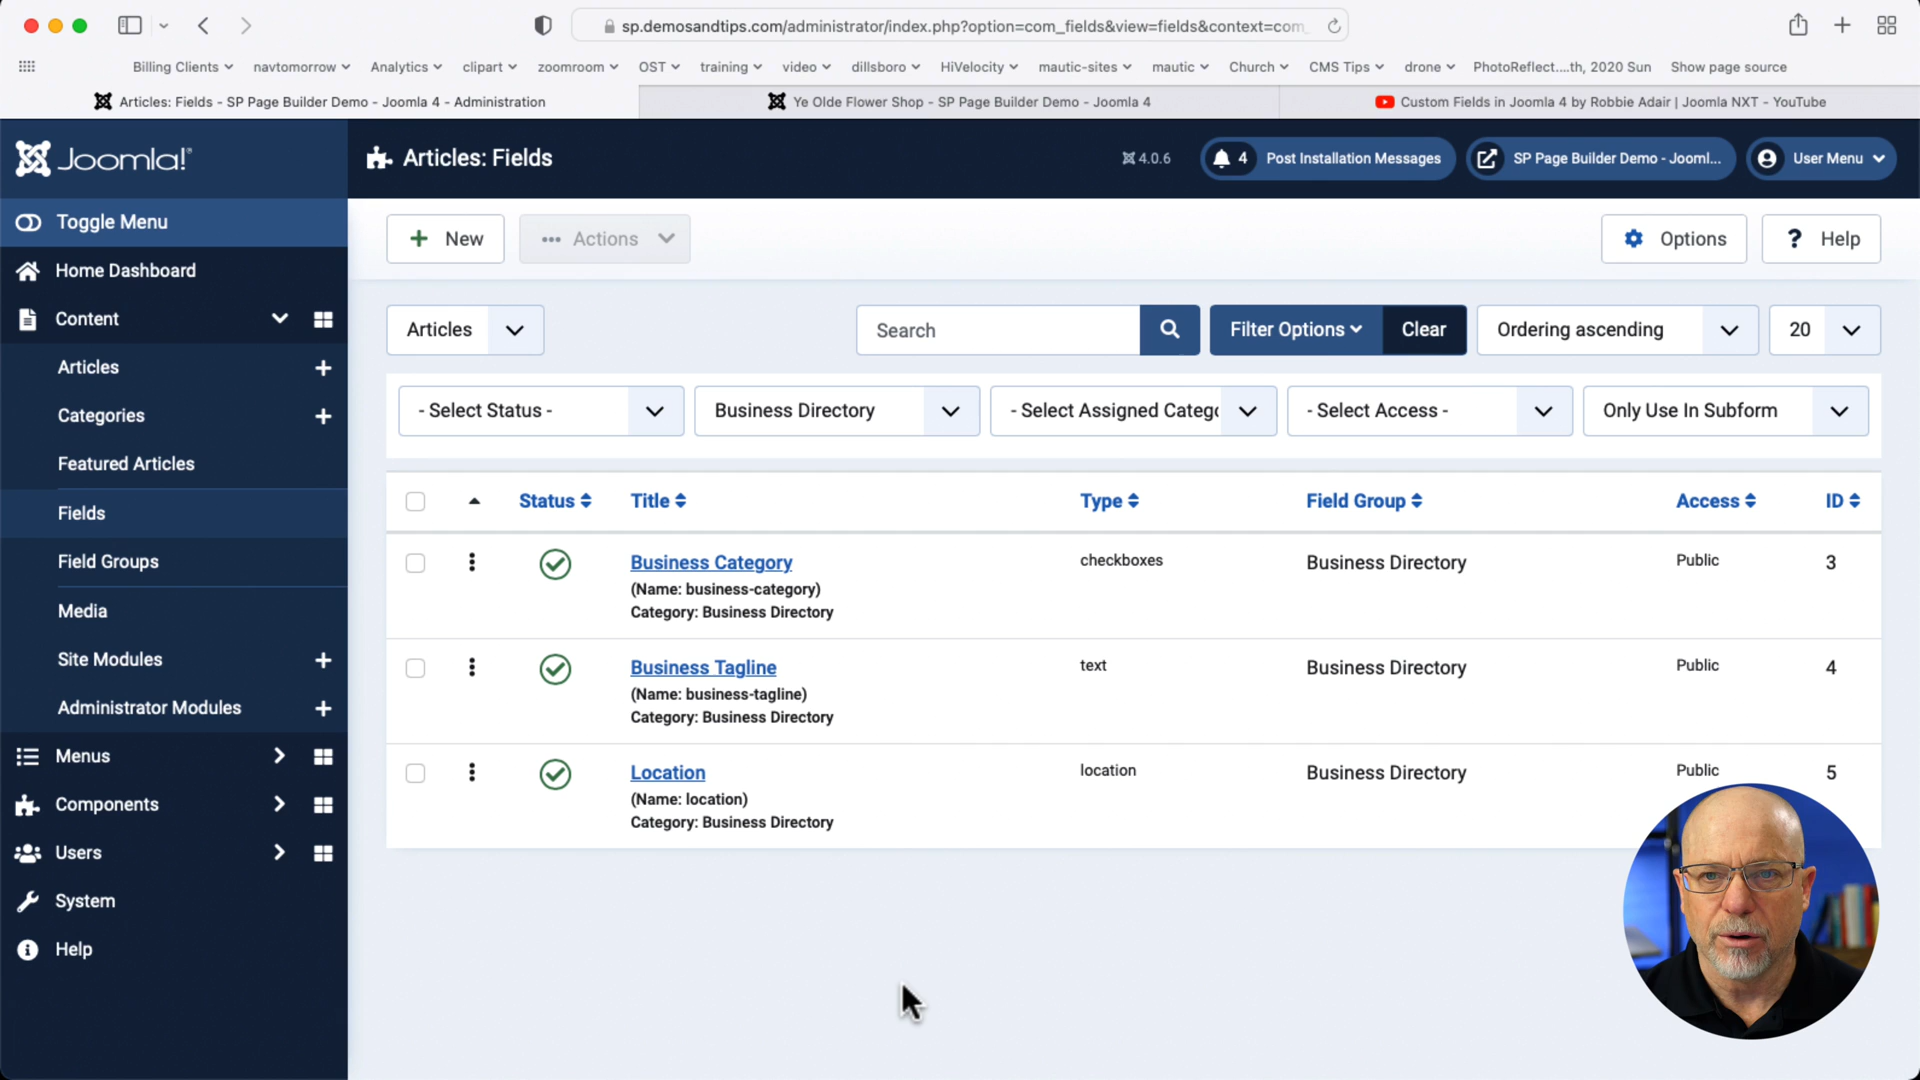 sp.demosandtips.com/administrator/index.php?option=com_fields&view=fields&context=com_
Billing Clients navtomorrow Analytics clipart zoomroom OST training video dillsboro HiVelocity mautic-sites mautic Church CMS Tips drone PhotoReflect....th, 2020 Sun Show page source
Articles: Fields - SP Page Builder Demo - Joomla 4 - Administration
Ye Olde Flower Shop - SP Page Builder Demo - Joomla 4
Custom Fields in Joomla 4 by Robbie Adair | Joomla NXT - YouTube
Joomla!®
Articles: Fields
4.0.6
4 Post Installation Messages
SP Page Builder Demo - Jooml...
User Menu
Toggle Menu
Home Dashboard
Content
Articles
Categories
Featured Articles
Fields
Field Groups
Media
Site Modules
Administrator Modules
Menus
Components
Users
System
Help
New
Actions
Options
Help
Articles
Search
Filter Options
Clear
Ordering ascending
20
- Select Status -
Business Directory
- Select Assigned Catego
- Select Access -
Only Use In Subform
Status Title Type Field Group Access ID
Business Category checkboxes Business Directory Public 3
(Name: business-category)
Category: Business Directory
Business Tagline text Business Directory Public 4
(Name: business-tagline)
Category: Business Directory
Location location Business Directory Public 5
(Name: location)
Category: Business Directory